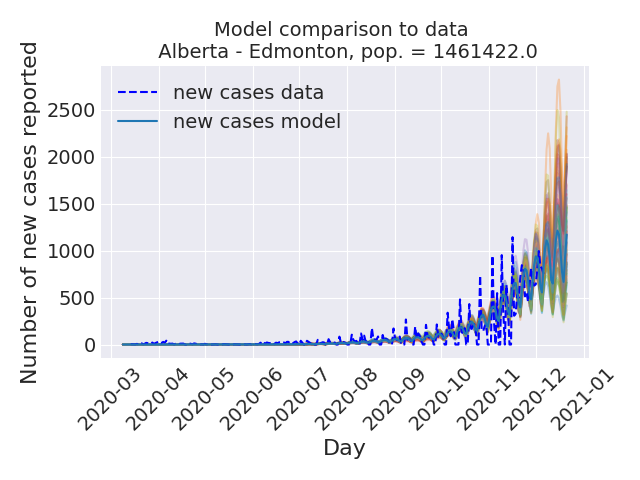 Model comparison to data
Alberta - Edmonton, pop. = 1461422.0
Number of new cases reported
2500
2000
1500
1000
500
0
new cases data
new cases model
2020-03
2020-04
2020-05
2020-06
2020-07
2020-08
2020-09
2020-10
2020-11
2020-12
2021-01
Day